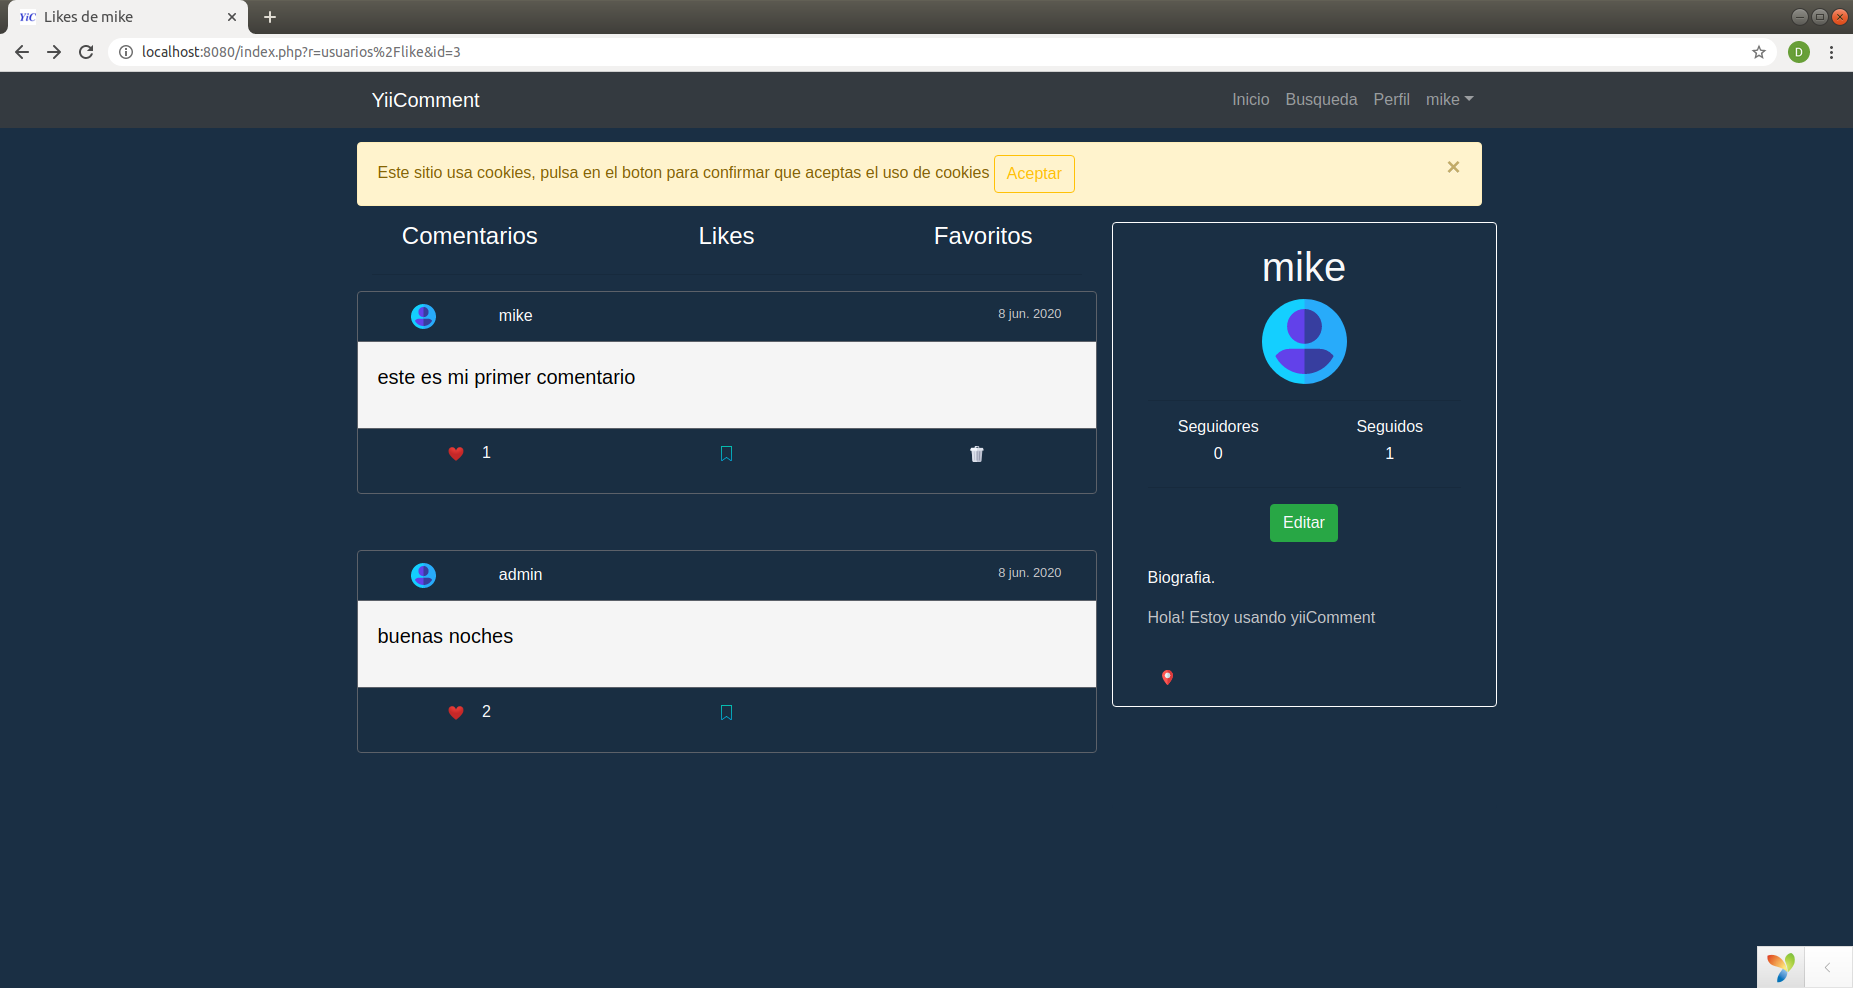 YiC Likes de mike
localhost:8080/index.php?r=usuarios%2Flike&id=3
D
YiiComment
Inicio Busqueda Perfil mike
Este sitio usa cookies, pulsa en el boton para confirmar que aceptas el uso de cookies Aceptar ×
Comentarios Likes Favoritos
mike 8 jun. 2020
este es mi primer comentario
1
admin 8 jun. 2020
buenas noches
2
mike
Seguidores Seguidos
0 1
Editar
Biografia.
Hola! Estoy usando yiiComment